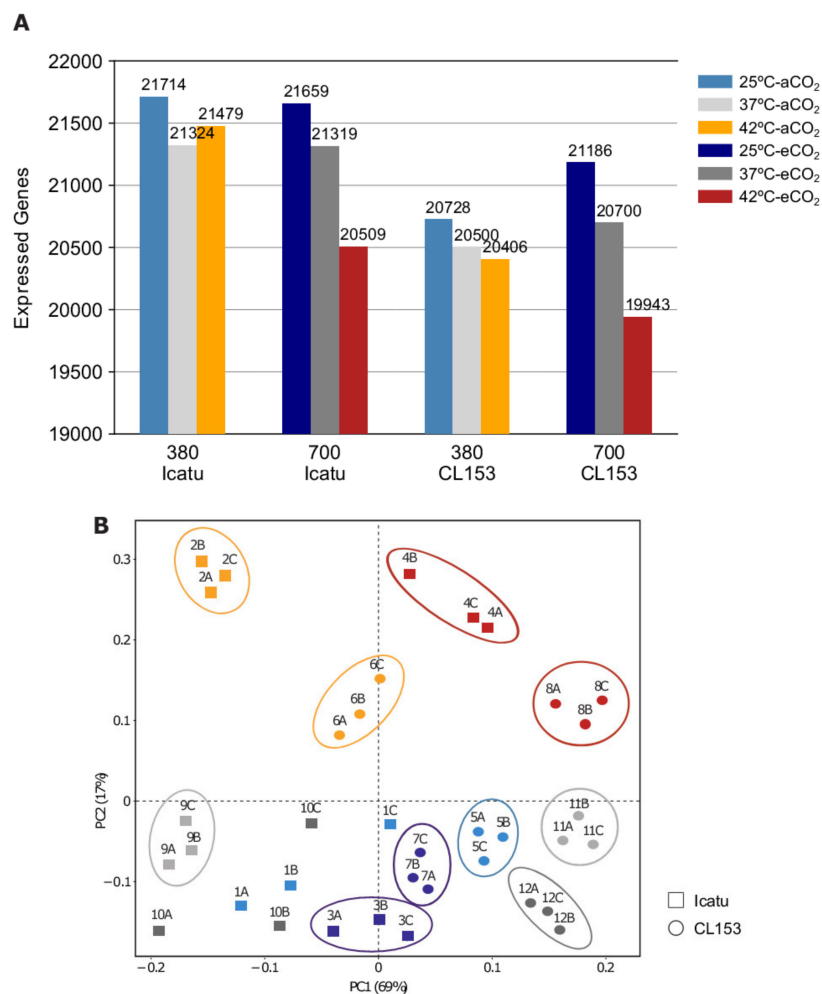 A
22000
21500
21000
20500
20000
19500
19000
Expressed Genes
21714
21324
21479
21659
21319
20509
20728
20500
20406
21186
20700
19943
380
Icatu
700
Icatu
380
CL153
700
CL153
25ºC-aCO₂
37ºC-aCO₂
42ºC-aCO₂
25ºC-eCO₂
37ºC-eCO₂
42ºC-eCO₂
B
0.3
0.2
0.1
0
−0.1
PC2 (17%)
2B
2C
2A
4B
4C
4A
6C
6B
6A
8A
8C
8B
9C
9B
9A
10C
1C
7C
7B
7A
5A
5B
5C
11B
11A
11C
1B
1A
10A
10B
3A
3B
3C
12A
12C
12B
−0.2
−0.1
0
0.1
0.2
PC1 (69%)
Icatu
CL153